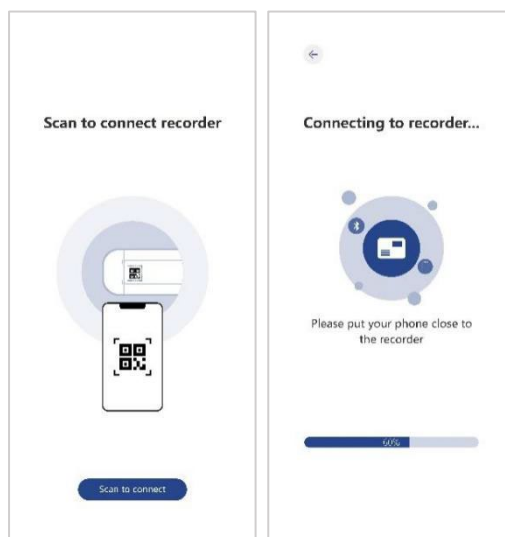 Scan to connect recorder
Scan to connect
Connecting to recorder...
Please put your phone close to
the recorder
60%